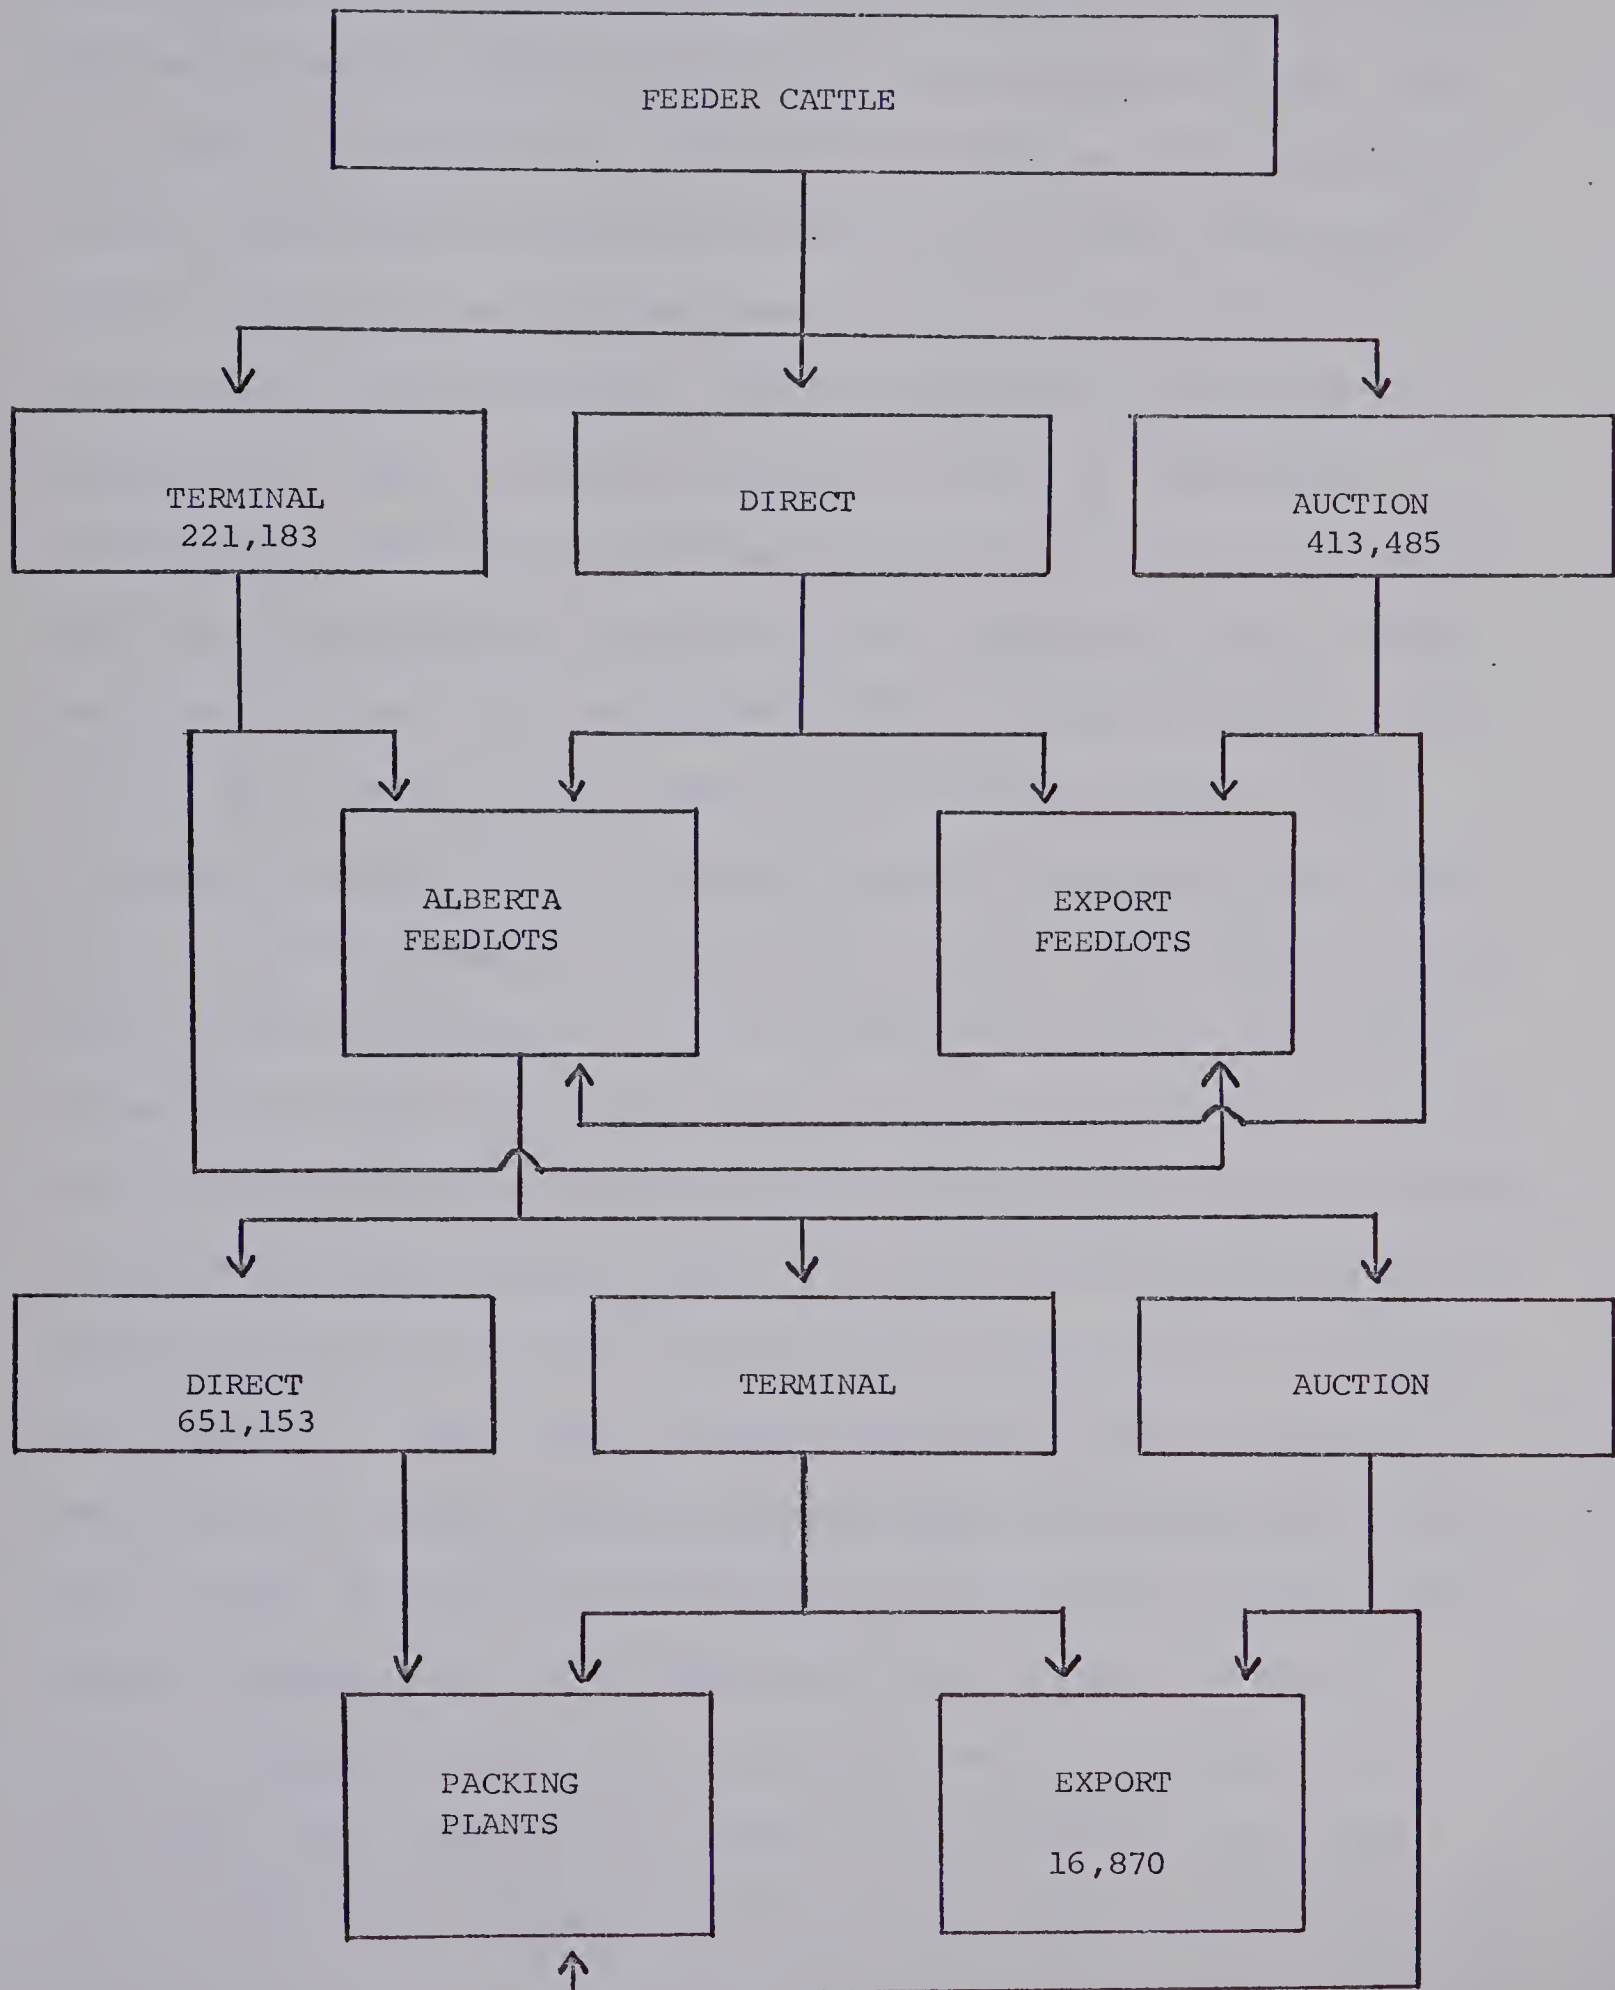 FEEDER CATTLE
TERMINAL
221,183
DIRECT
AUCTION
413,485
ALBERTA
FEEDLOTS
EXPORT
FEEDLOTS
DIRECT
651,153
TERMINAL
AUCTION
PACKING
PLANTS
EXPORT
16,870